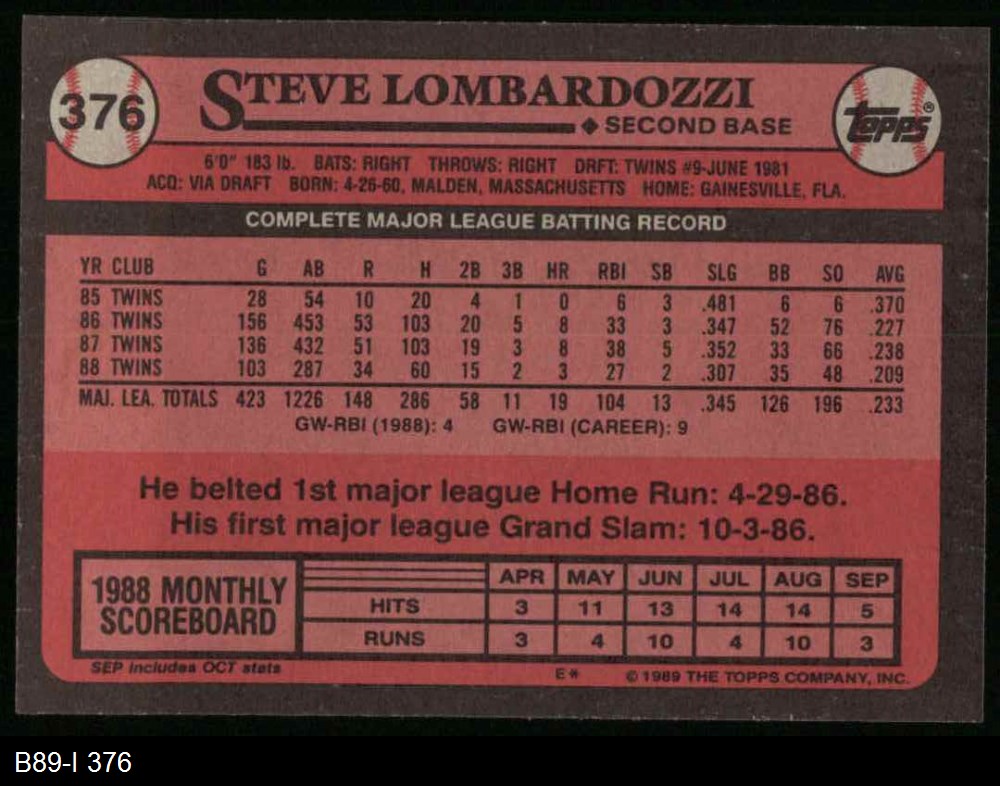 376
STEVE LOMBARDOZZI
◆ SECOND BASE
Topps®
6'0" 183 lb. BATS: RIGHT THROWS: RIGHT DRFT: TWINS #9-JUNE 1981
ACQ: VIA DRAFT BORN: 4-26-60, MALDEN, MASSACHUSETTS HOME: GAINESVILLE, FLA.
COMPLETE MAJOR LEAGUE BATTING RECORD
YR CLUB G AB R H 2B 3B HR RBI SB SLG BB SO AVG
85 TWINS 28 54 10 20 4 1 0 6 3 .481 6 6 .370
86 TWINS 156 453 53 103 20 5 8 33 3 .347 52 76 .227
87 TWINS 136 432 51 103 19 3 8 38 5 .352 33 66 .238
88 TWINS 103 287 34 60 15 2 3 27 2 .307 35 48 .209
MAJ. LEA. TOTALS 423 1226 148 286 58 11 19 104 13 .345 126 196 .233
GW-RBI (1988): 4 GW-RBI (CAREER): 9
He belted 1st major league Home Run: 4-29-86.
His first major league Grand Slam: 10-3-86.
1988 MONTHLY
SCOREBOARD
APR MAY JUN JUL AUG SEP
HITS 3 11 13 14 14 5
RUNS 3 4 10 4 10 3
SEP includes OCT stats
E* © 1989 THE TOPPS COMPANY, INC.
B89-I 376